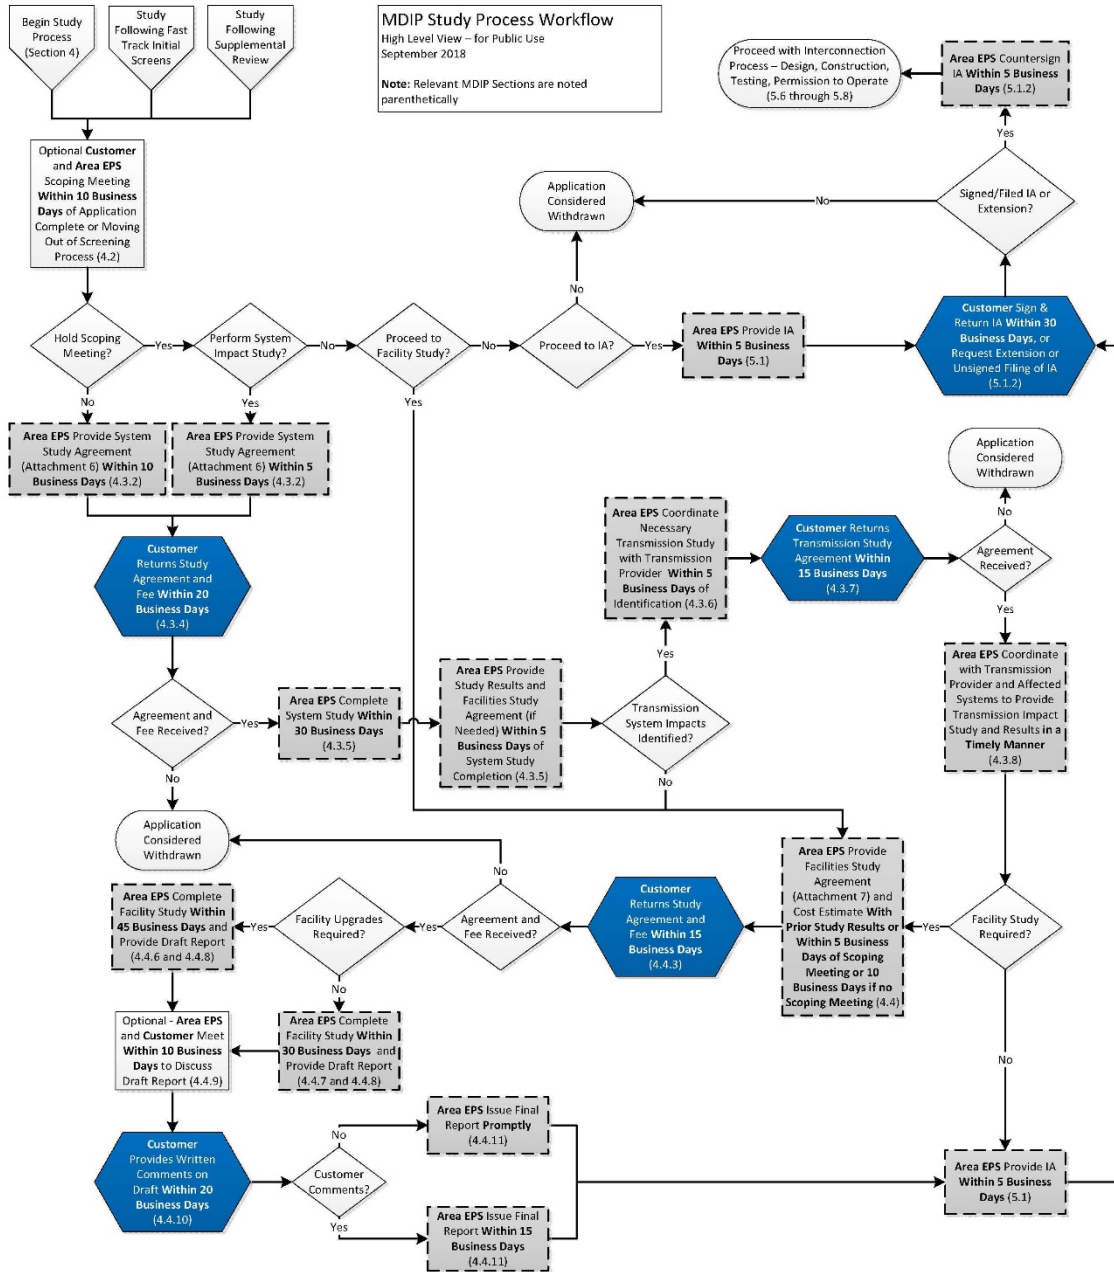 Begin Study
Process
(Section 4)
Study
Following Fast
Track Initial
Screens
Study
Following
Supplemental
Review
MDIP Study Process Workflow
High Level View – for Public Use
September 2018
Note: Relevant MDIP Sections are noted
parenthetically
Proceed with Interconnection
Process – Design, Construction,
Testing, Permission to Operate
(5.6 through 5.8)
Area EPS Countersign
IA Within 5 Business
Days (5.1.2)
Yes
Optional Customer
and Area EPS
Scoping Meeting
Within 10 Business
Days of Application
Complete or Moving
Out of Screening
Process (4.2)
Application
Considered
Withdrawn
No
Signed/Filed IA or
Extension?
No
Hold Scoping
Meeting?
Yes
Perform System
Impact Study?
No
Proceed to
Facility Study?
No
Proceed to IA?
Yes
Area EPS Provide IA
Within 5 Business
Days (5.1)
Customer Sign &
Return IA Within 30
Business Days, or
Request Extension or
Unsigned Filing of IA
(5.1.2)
No
Yes
Yes
Area EPS Provide System
Study Agreement
(Attachment 6) Within 10
Business Days (4.3.2)
Area EPS Provide System
Study Agreement
(Attachment 6) Within 5
Business Days (4.3.2)
Application
Considered
Withdrawn
No
Customer
Returns Study
Agreement and
Fee Within 20
Business Days
(4.3.4)
Area EPS Coordinate
Necessary
Transmission Study
with Transmission
Provider Within 5
Business Days of
Identification (4.3.6)
Customer Returns
Transmission Study
Agreement Within
15 Business Days
(4.3.7)
Agreement
Received?
Yes
Yes
Agreement and
Fee Received?
Yes
Area EPS Complete
System Study Within
30 Business Days
(4.3.5)
Area EPS Provide
Study Results and
Facilities Study
Agreement (if
Needed) Within 5
Business Days of
System Study
Completion (4.3.5)
Transmission
System Impacts
Identified?
Area EPS Coordinate
with Transmission
Provider and Affected
Systems to Provide
Transmission Impact
Study and Results in a
Timely Manner
(4.3.8)
No
No
Application
Considered
Withdrawn
No
Area EPS Complete
Facility Study Within
45 Business Days and
Provide Draft Report
(4.4.6 and 4.4.8)
Yes
Facility Upgrades
Required?
Yes
Agreement and
Fee Received?
Customer
Returns Study
Agreement and
Fee Within 15
Business Days
(4.4.3)
Area EPS Provide
Facilities Study
Agreement
(Attachment 7) and
Cost Estimate With
Prior Study Results or
Within 5 Business
Days of Scoping
Meeting or 10
Business Days if no
Scoping Meeting (4.4)
Yes
Facility Study
Required?
No
Optional - Area EPS
and Customer Meet
Within 10 Business
Days to Discuss
Draft Report (4.4.9)
Area EPS Complete
Facility Study Within
30 Business Days and
Provide Draft Report
(4.4.7 and 4.4.8)
No
Customer
Provides Written
Comments on
Draft Within 20
Business Days
(4.4.10)
Customer
Comments?
No
Area EPS Issue Final
Report Promptly
(4.4.11)
Yes
Area EPS Issue Final
Report Within 15
Business Days
(4.4.11)
Area EPS Provide IA
Within 5 Business
Days (5.1)